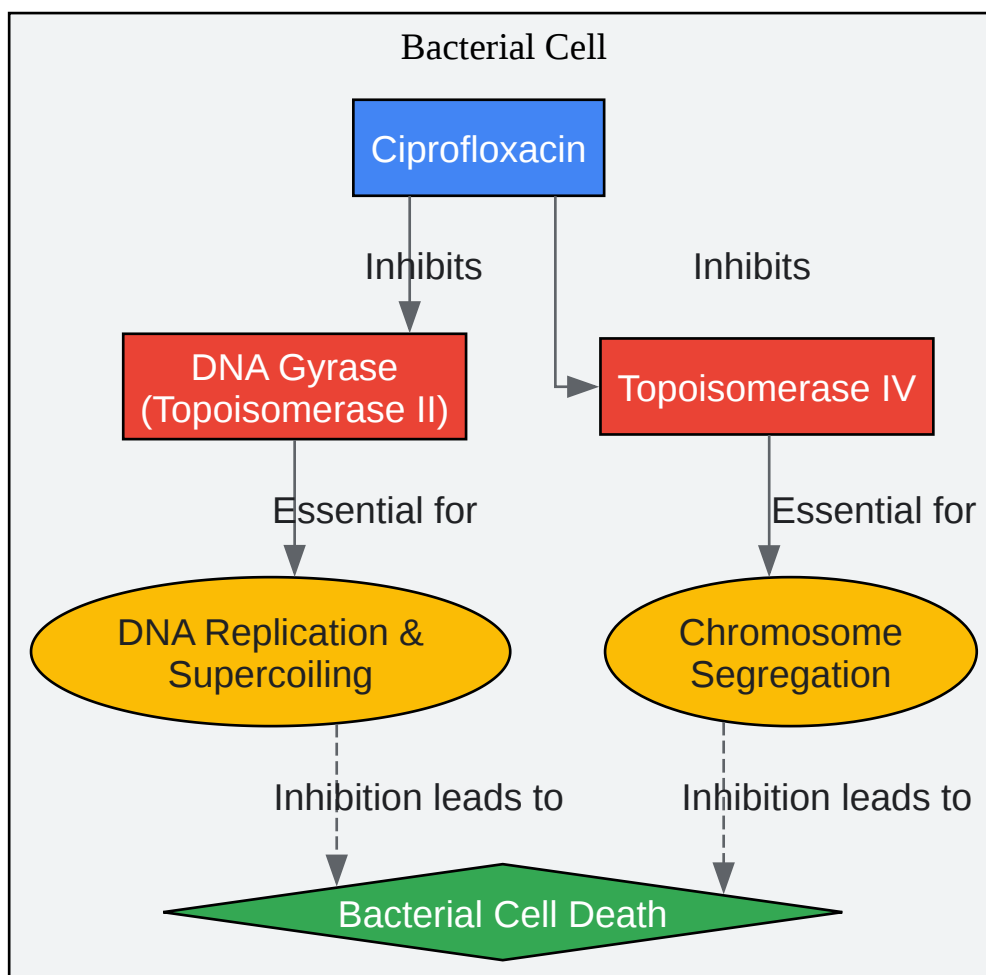 Bacterial Cell
Ciprofloxacin
Inhibits
Inhibits
DNA Gyrase
(Topoisomerase II)
Topoisomerase IV
Essential for
Essential for
DNA Replication &
Supercoiling
Chromosome
Segregation
Inhibition leads to
Inhibition leads to
Bacterial Cell Death